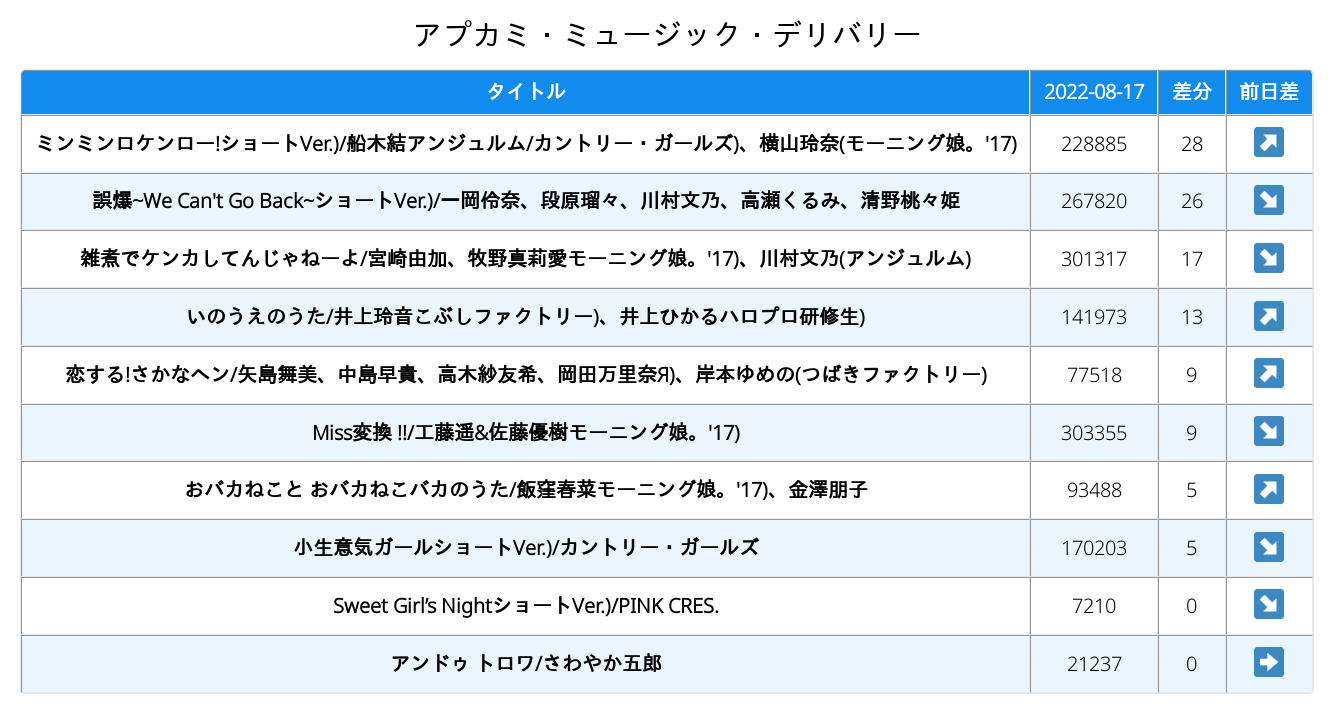 アプカミ・ミュージック・デリバリー
タイトル 2022-08-17 差分 前日差
ミンミンロケンロー!ショートVer.)/船木結アンジュルム/カントリー・ガールズ)、横山玲奈(モーニング娘。'17) 228885 28
誤爆~We Can't Go Back~ショートVer.)/一岡伶奈、段原瑠々、川村文乃、高瀬くるみ、清野桃々姫 267820 26
雑煮でケンカしてんじゃねーよ/宮崎由加、牧野真莉愛モーニング娘。'17)、川村文乃(アンジュルム) 301317 17
いのうえのうた/井上玲音こぶしファクトリー)、井上ひかるハロプロ研修生) 141973 13
恋する!さかなヘン/矢島舞美、中島早貴、高木紗友希、岡田万里奈Я)、岸本ゆめの(つばきファクトリー) 77518 9
Miss変換 !!/工藤遥&佐藤優樹モーニング娘。'17) 303355 9
おバカねこと おバカねこバカのうた/飯窪春菜モーニング娘。'17)、金澤朋子 93488 5
小生意気ガールショートVer.)/カントリー・ガールズ 170203 5
Sweet Girl’s NightショートVer.)/PINK CRES. 7210 0
アンドゥ トロワ/さわやか五郎 21237 0